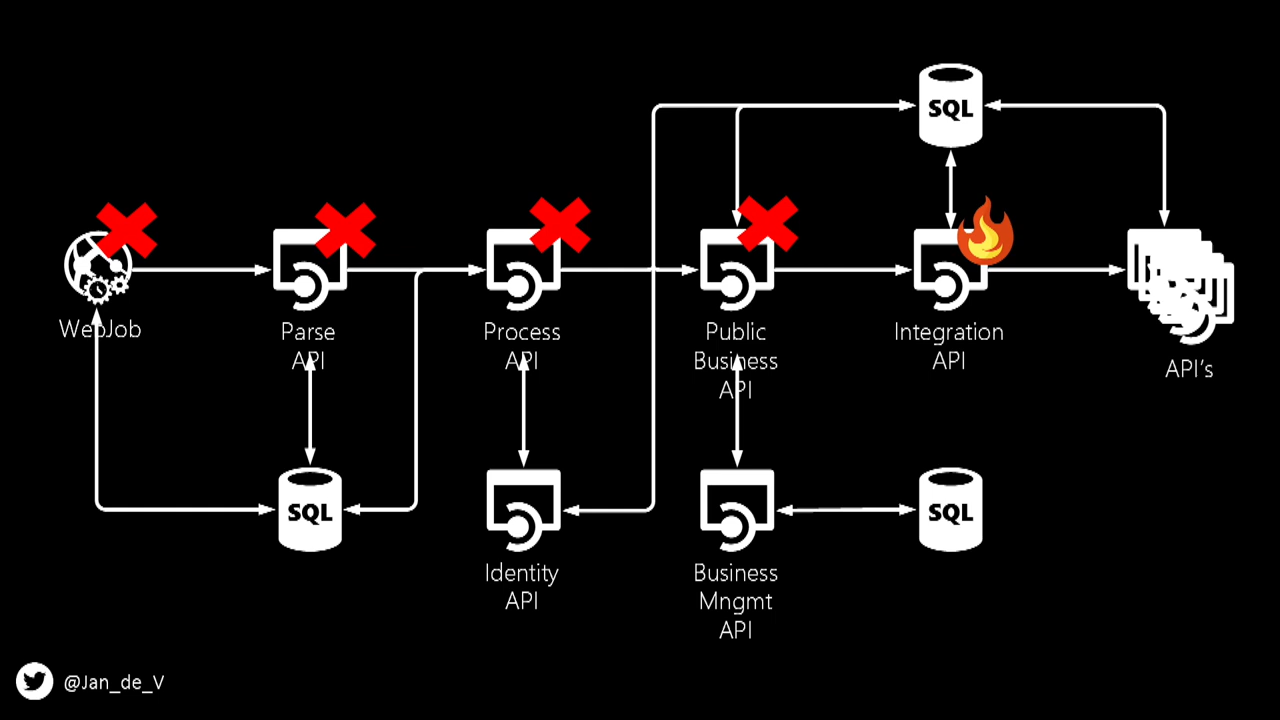 SQL
WebJob
Parse
API
Process
API
Public
Business
API
Integration
API
API's
SQL
SQL
Identity
API
Business
Mngmt
API
@Jan_de_V